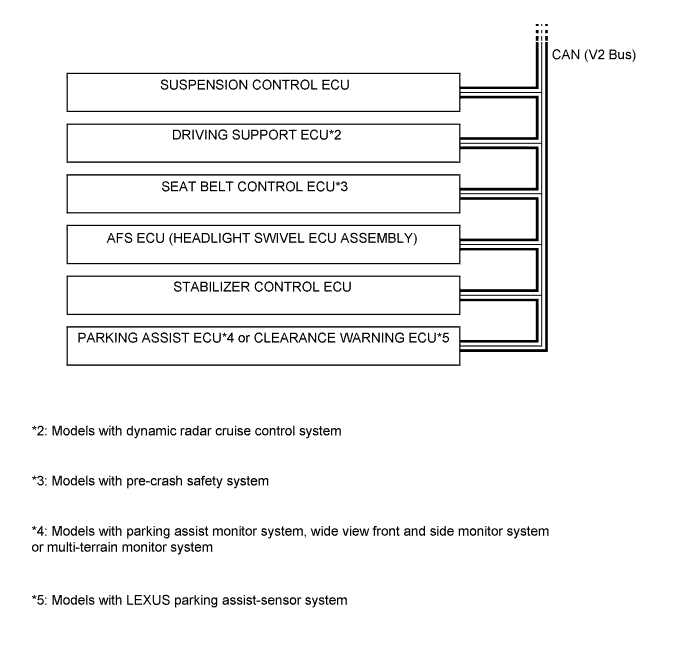 CAN (V2 Bus)
SUSPENSION CONTROL ECU
DRIVING SUPPORT ECU*2
SEAT BELT CONTROL ECU*3
AFS ECU (HEADLIGHT SWIVEL ECU ASSEMBLY)
STABILIZER CONTROL ECU
PARKING ASSIST ECU*4 or CLEARANCE WARNING ECU*5
*2: Models with dynamic radar cruise control system
*3: Models with pre-crash safety system
*4: Models with parking assist monitor system, wide view front and side monitor system
or multi-terrain monitor system
*5: Models with LEXUS parking assist-sensor system